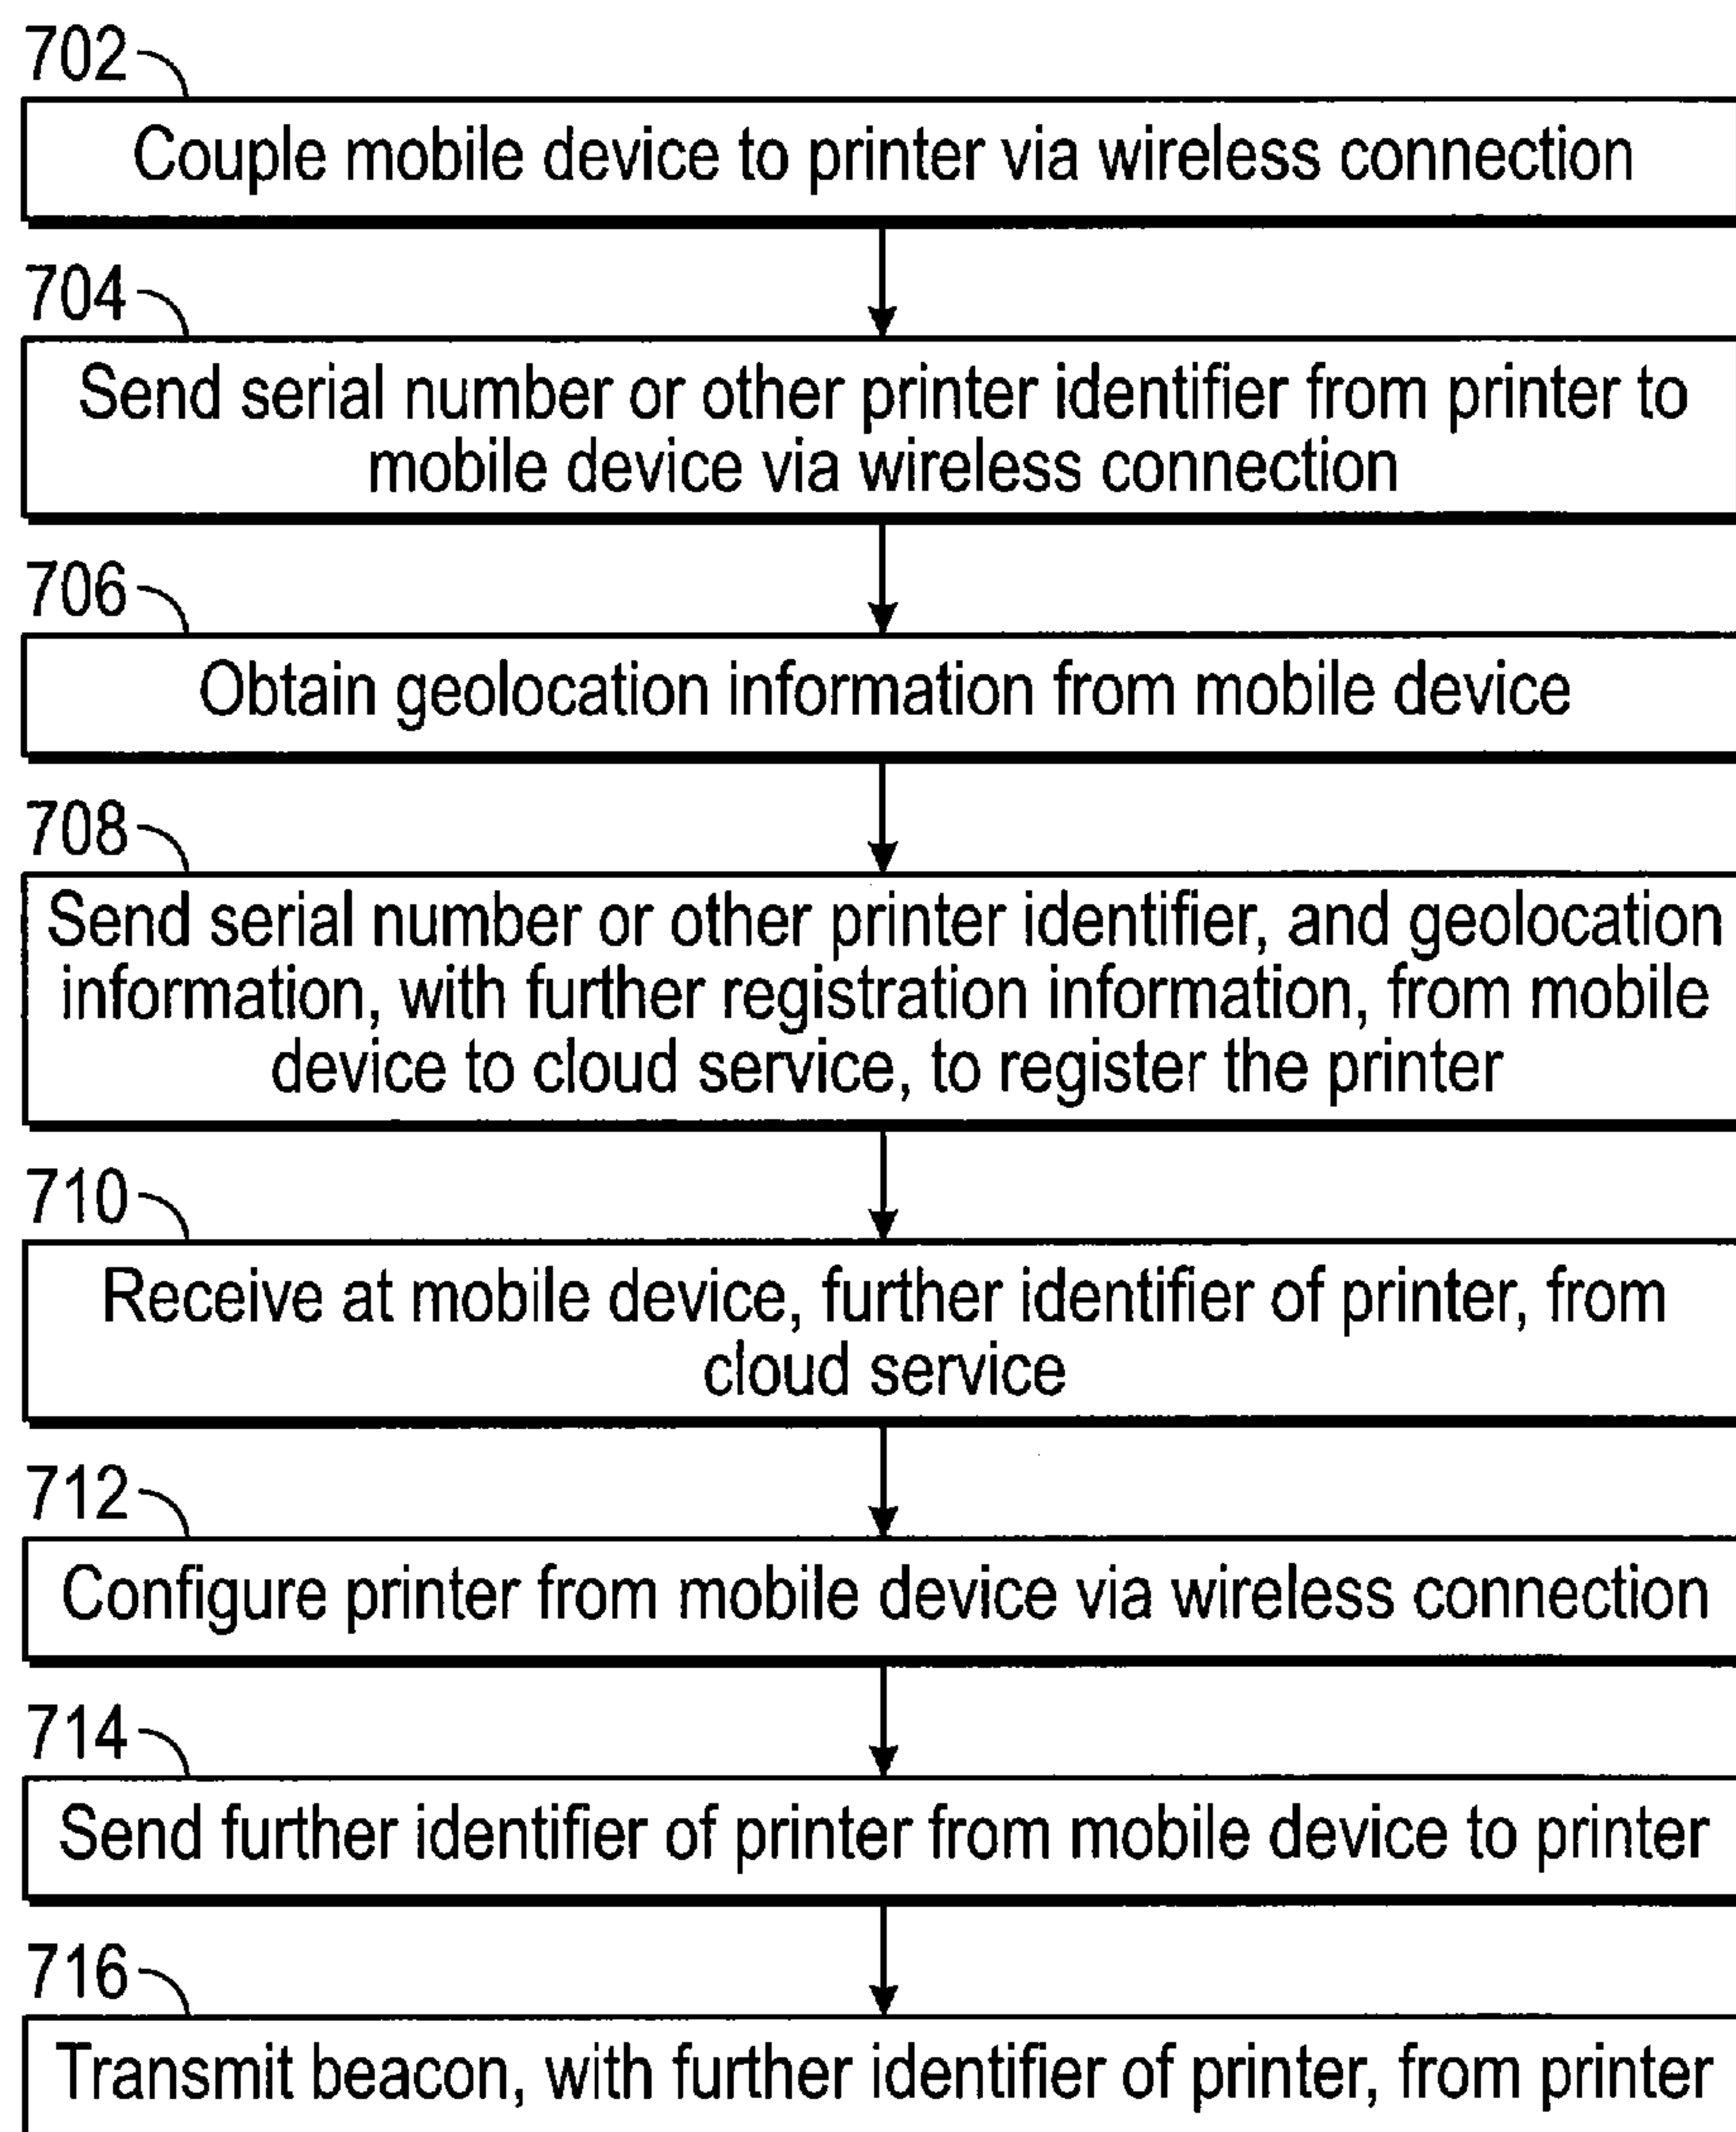 702
Couple mobile device to printer via wireless connection
704
Send serial number or other printer identifier from printer to
mobile device via wireless connection
706
Obtain geolocation information from mobile device
708
Send serial number or other printer identifier, and geolocation
information, with further registration information, from mobile
device to cloud service, to register the printer
710
Receive at mobile device, further identifier of printer, from
cloud service
712
Configure printer from mobile device via wireless connection
714
Send further identifier of printer from mobile device to printer
716
Transmit beacon, with further identifier of printer, from printer